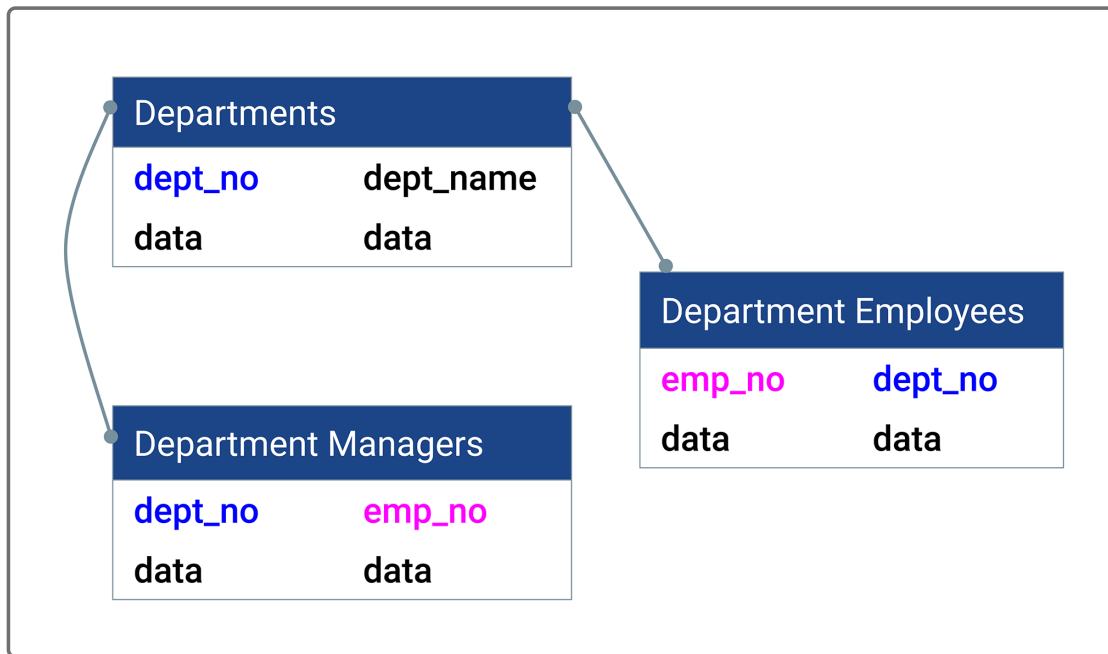 Departments
dept_no dept_name
data data
Department Employees
emp_no dept_no
data data
Department Managers
dept_no emp_no
data data